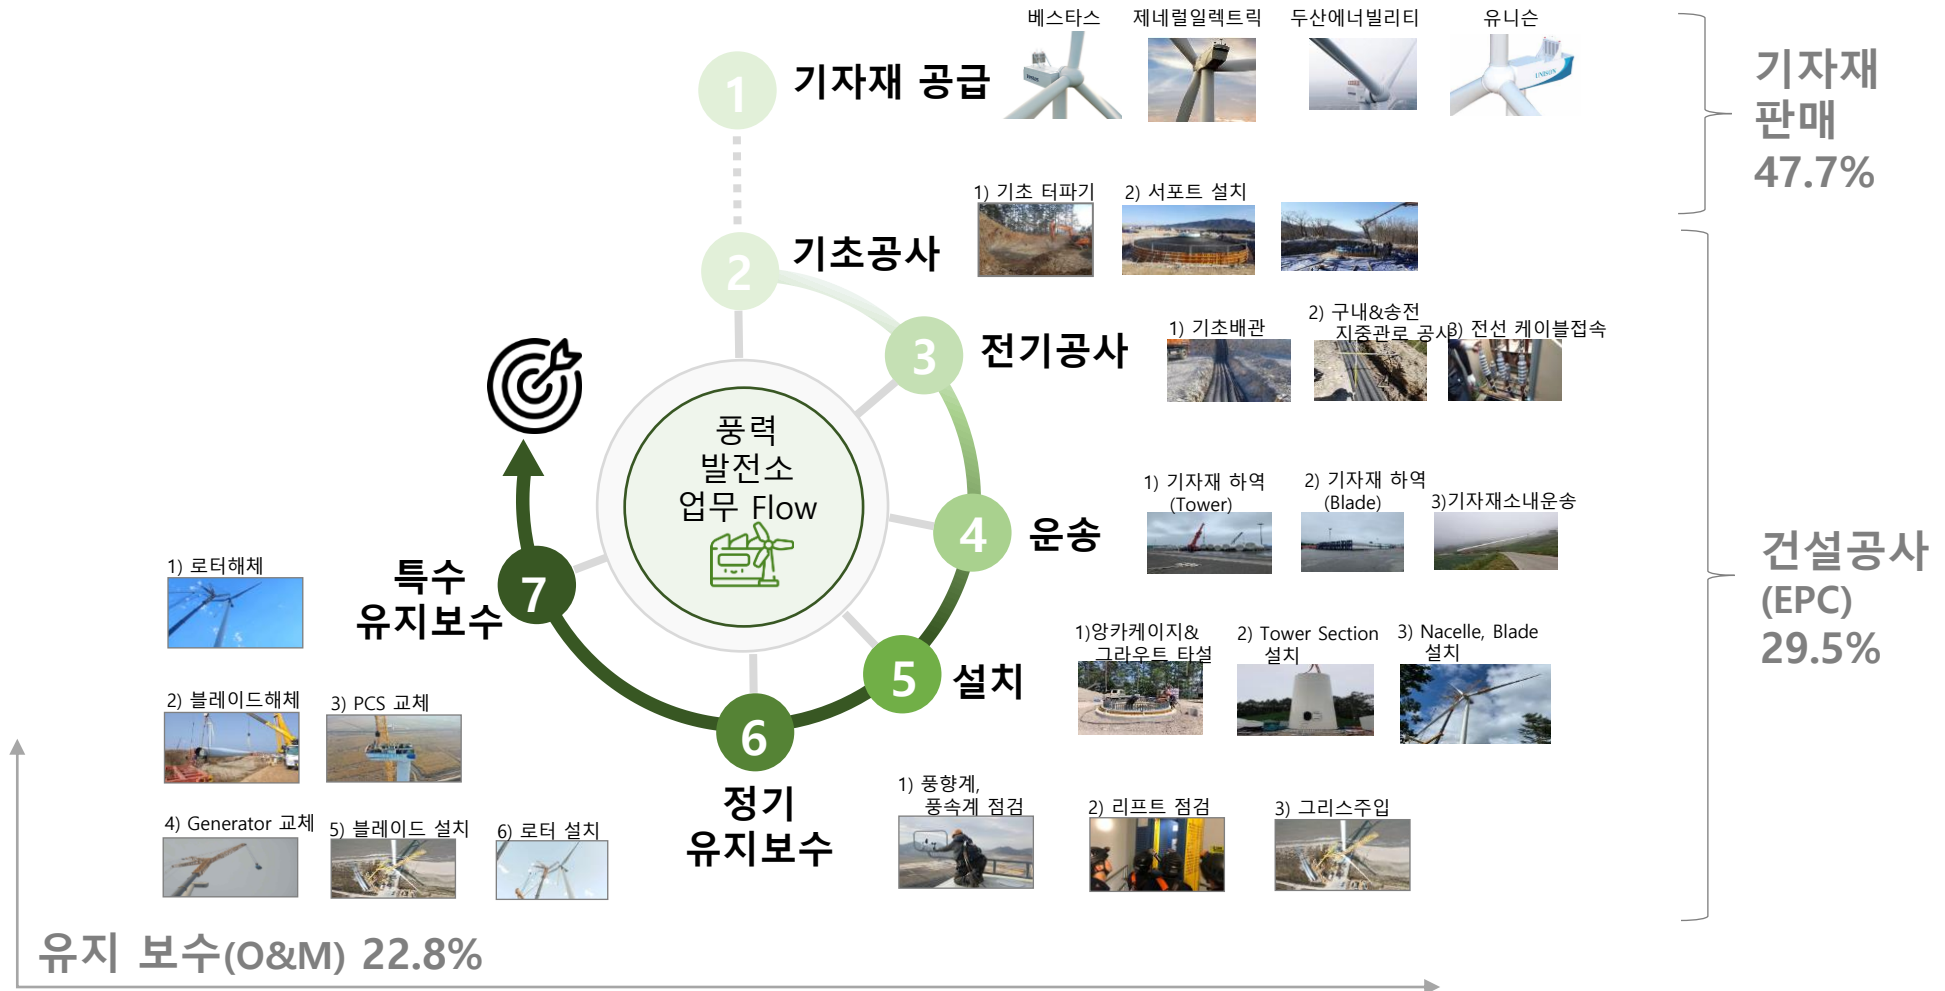 베스타스
제네럴일렉트릭
두산에너빌리티
유니슨
1
기자재 공급
UNISON
기자재
판매
47.7%
1) 기초 터파기
2) 서포트 설치
2
기초공사
1) 기초배관
2) 구내&송전
지중관로 공사
3) 전선 케이블접속
3
전기공사
풍력
발전소
업무 Flow
1) 기자재 하역
(Tower)
2) 기자재 하역
(Blade)
3)기자재소내운송
4
운송
건설공사
(EPC)
29.5%
1)앙카케이지&
그라우트 타설
2) Tower Section
설치
3) Nacelle, Blade
설치
5
설치
6
정기
유지보수
1) 풍향계,
풍속계 점검
2) 리프트 점검
3) 그리스주입
7
특수
유지보수
1) 로터해체
2) 블레이드해체
3) PCS 교체
4) Generator 교체
5) 블레이드 설치
6) 로터 설치
유지 보수(O&M) 22.8%